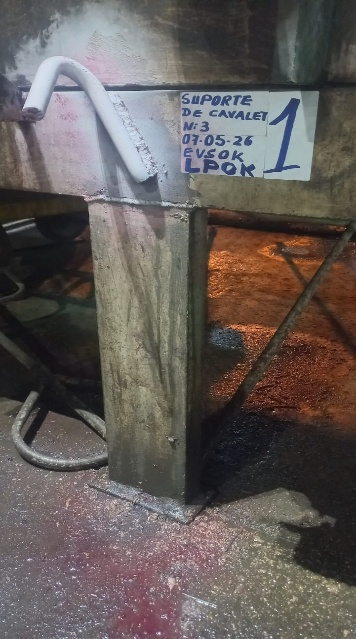 SUPORTE
DE CAVALET
N:3
07-05-26
EVSOK
LPOK
1